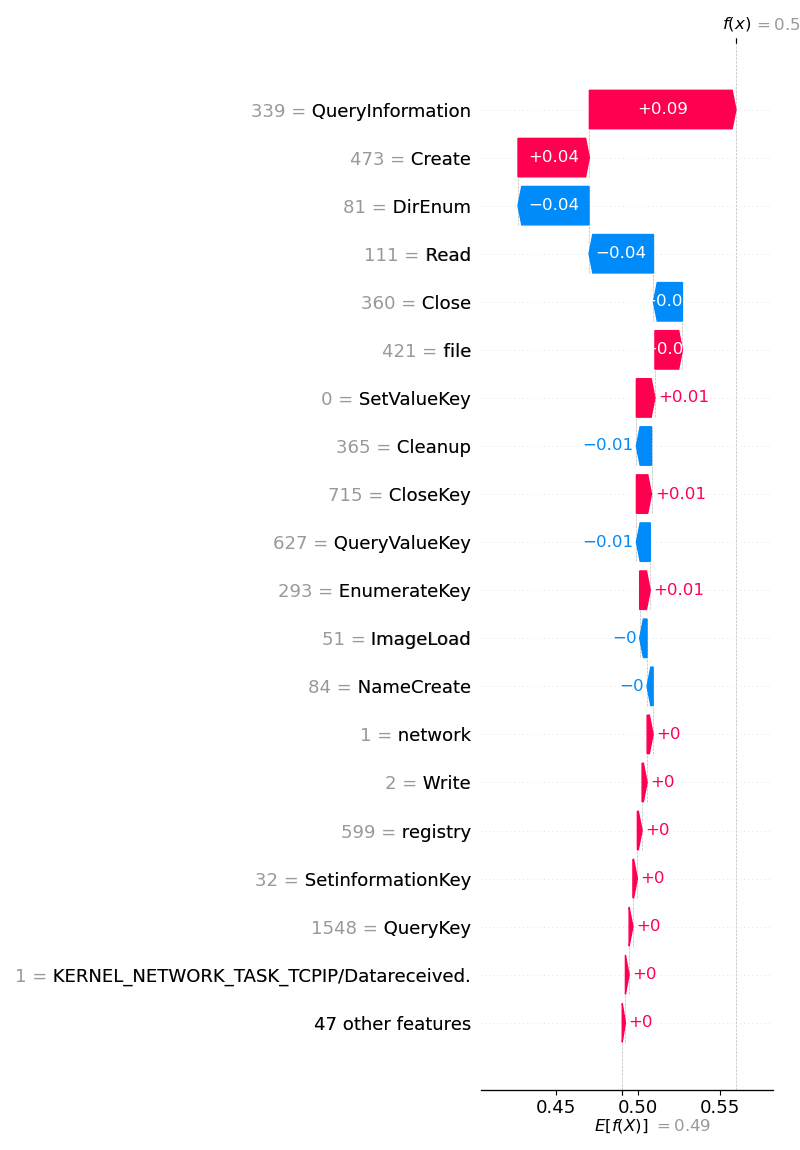 f(x) = 0.5
339 = QueryInformation +0.09
473 = Create +0.04
81 = DirEnum −0.04
111 = Read −0.04
360 = Close -0.0
421 = file -0.0
0 = SetValueKey +0.01
365 = Cleanup −0.01
715 = CloseKey +0.01
627 = QueryValueKey −0.01
293 = EnumerateKey +0.01
51 = ImageLoad −0
84 = NameCreate −0
1 = network +0
2 = Write +0
599 = registry +0
32 = SetinformationKey +0
1548 = QueryKey +0
1 = KERNEL_NETWORK_TASK_TCPIP/Datareceived. +0
47 other features +0
0.45 0.50 0.55
E[f(X)] = 0.49